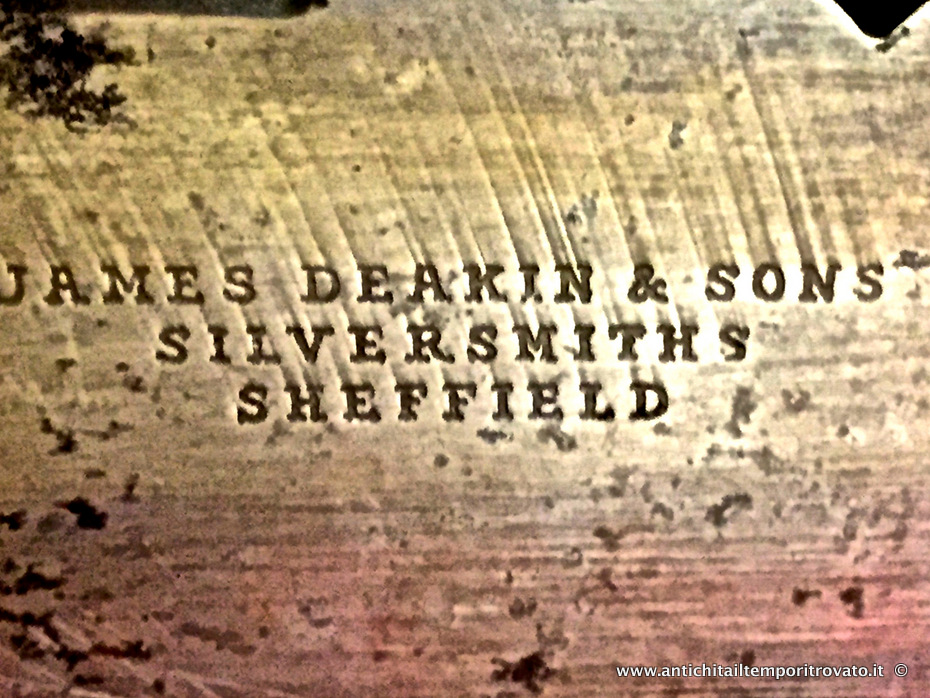 JAMES DEAKIN & SONS
SILVERSMITHS
SHEFFIELD
www.antichitailtemporitrovato.it ©